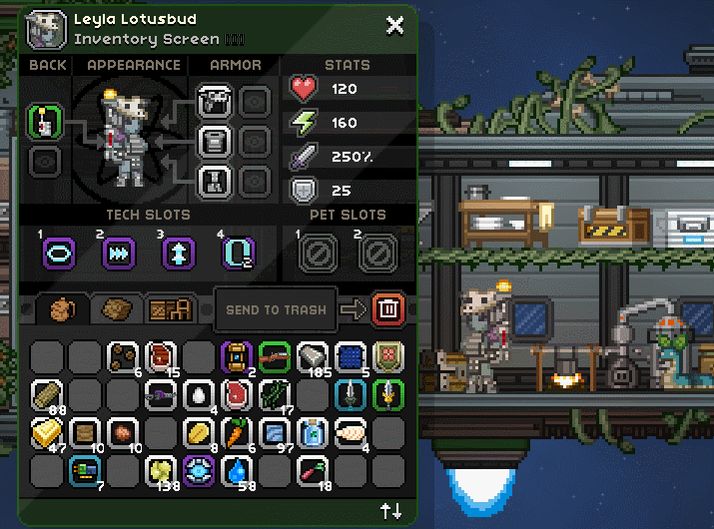 Leyla Lotusbud
Inventory Screen
BACK APPEARANCE ARMOR STATS
120
160
250%
25
TECH SLOTS PET SLOTS
1 2 3 4 1 2
2
SEND TO TRASH
6 15 2 185 5
88 4 17
47 10 10 8 6 97 4
7 138 58 18